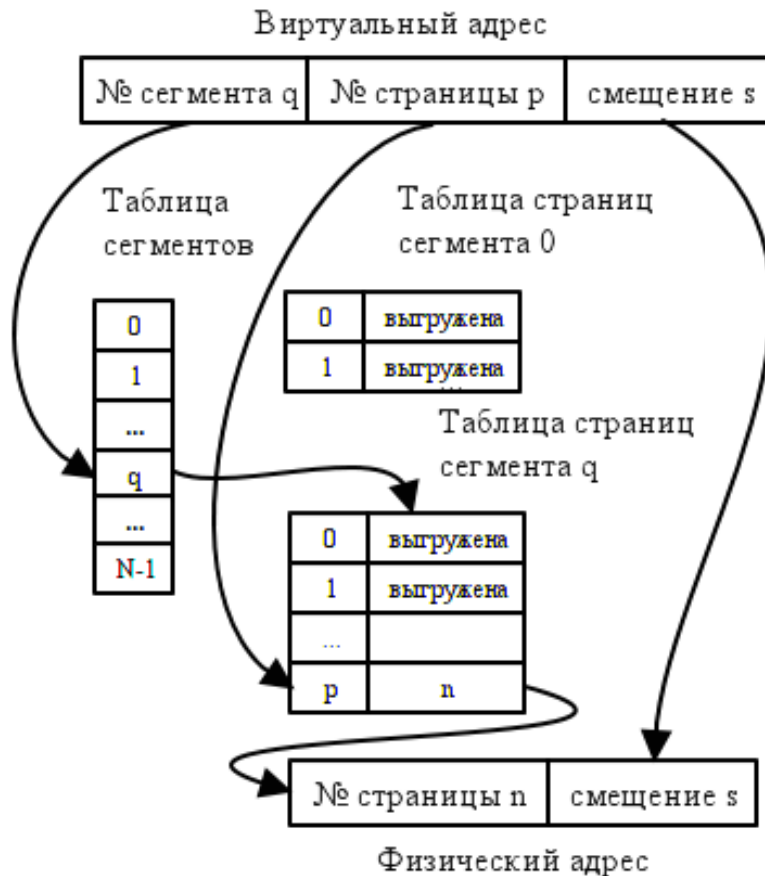 Виртуальный адрес
№ сегмента q № страницы p смещение s
Таблица
сегментов
Таблица страниц
сегмента 0
0
1
...
q
...
N-1
0 выгружена
1 выгружена
...
Таблица страниц
сегмента q
0 выгружена
1 выгружена
...
p n
№ страницы n смещение s
Физический адрес